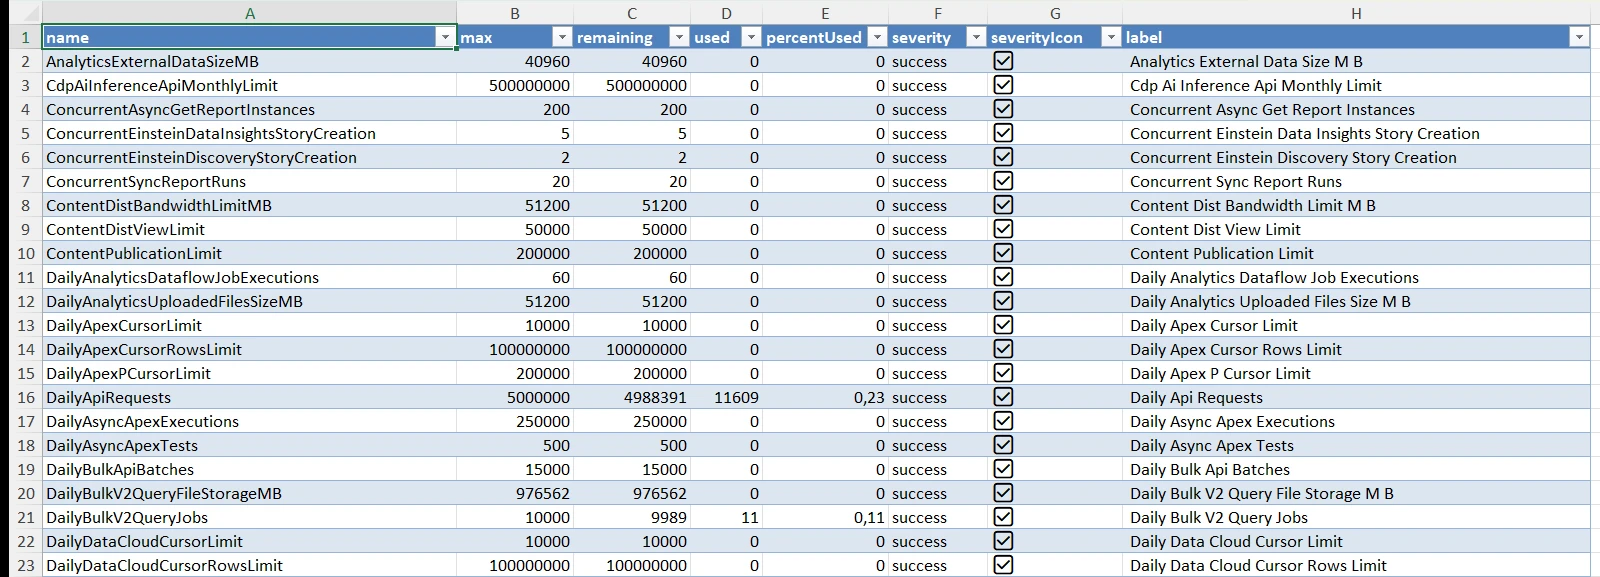 A B C D E F G H
1 name max remaining used percentUsed severity severityIcon label
2 AnalyticsExternalDataSizeMB 40960 40960 0 0 success Analytics External Data Size M B
3 CdpAiInferenceApiMonthlyLimit 500000000 500000000 0 0 success Cdp Ai Inference Api Monthly Limit
4 ConcurrentAsyncGetReportInstances 200 200 0 0 success Concurrent Async Get Report Instances
5 ConcurrentEinsteinDataInsightsStoryCreation 5 5 0 0 success Concurrent Einstein Data Insights Story Creation
6 ConcurrentEinsteinDiscoveryStoryCreation 2 2 0 0 success Concurrent Einstein Discovery Story Creation
7 ConcurrentSyncReportRuns 20 20 0 0 success Concurrent Sync Report Runs
8 ContentDistBandwidthLimitMB 51200 51200 0 0 success Content Dist Bandwidth Limit M B
9 ContentDistViewLimit 50000 50000 0 0 success Content Dist View Limit
10 ContentPublicationLimit 200000 200000 0 0 success Content Publication Limit
11 DailyAnalyticsDataflowJobExecutions 60 60 0 0 success Daily Analytics Dataflow Job Executions
12 DailyAnalyticsUploadedFilesSizeMB 51200 51200 0 0 success Daily Analytics Uploaded Files Size M B
13 DailyApexCursorLimit 10000 10000 0 0 success Daily Apex Cursor Limit
14 DailyApexCursorRowsLimit 100000000 100000000 0 0 success Daily Apex Cursor Rows Limit
15 DailyApexPCursorLimit 200000 200000 0 0 success Daily Apex P Cursor Limit
16 DailyApiRequests 5000000 4988391 11609 0,23 success Daily Api Requests
17 DailyAsyncApexExecutions 250000 250000 0 0 success Daily Async Apex Executions
18 DailyAsyncApexTests 500 500 0 0 success Daily Async Apex Tests
19 DailyBulkApiBatches 15000 15000 0 0 success Daily Bulk Api Batches
20 DailyBulkV2QueryFileStorageMB 976562 976562 0 0 success Daily Bulk V2 Query File Storage M B
21 DailyBulkV2QueryJobs 10000 9989 11 0,11 success Daily Bulk V2 Query Jobs
22 DailyDataCloudCursorLimit 10000 10000 0 0 success Daily Data Cloud Cursor Limit
23 DailyDataCloudCursorRowsLimit 100000000 100000000 0 0 success Daily Data Cloud Cursor Rows Limit